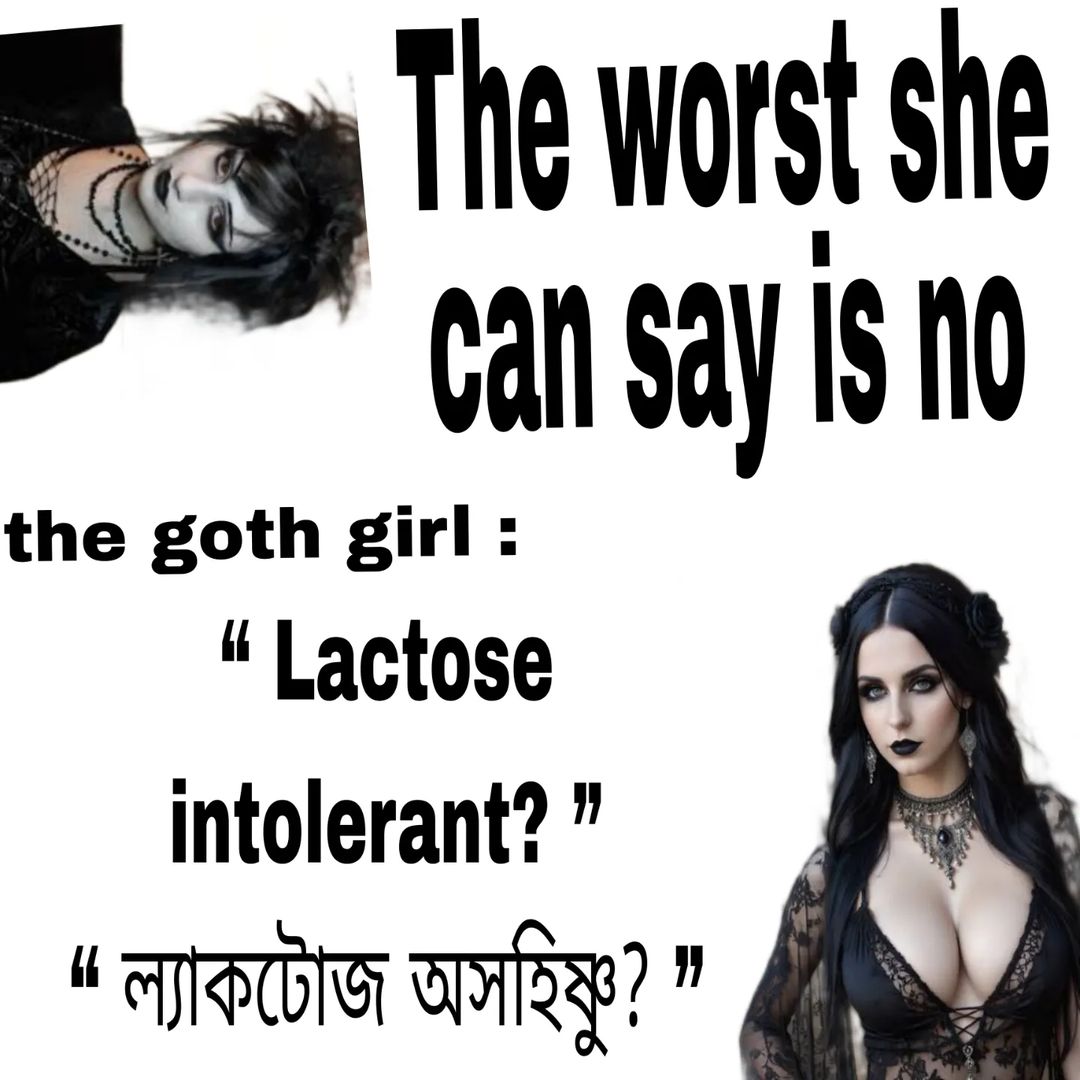 The worst she
can say is no
the goth girl :
“ Lactose
intolerant? ”
“ ল্যাকটোজ অসহিষ্ণু? ”